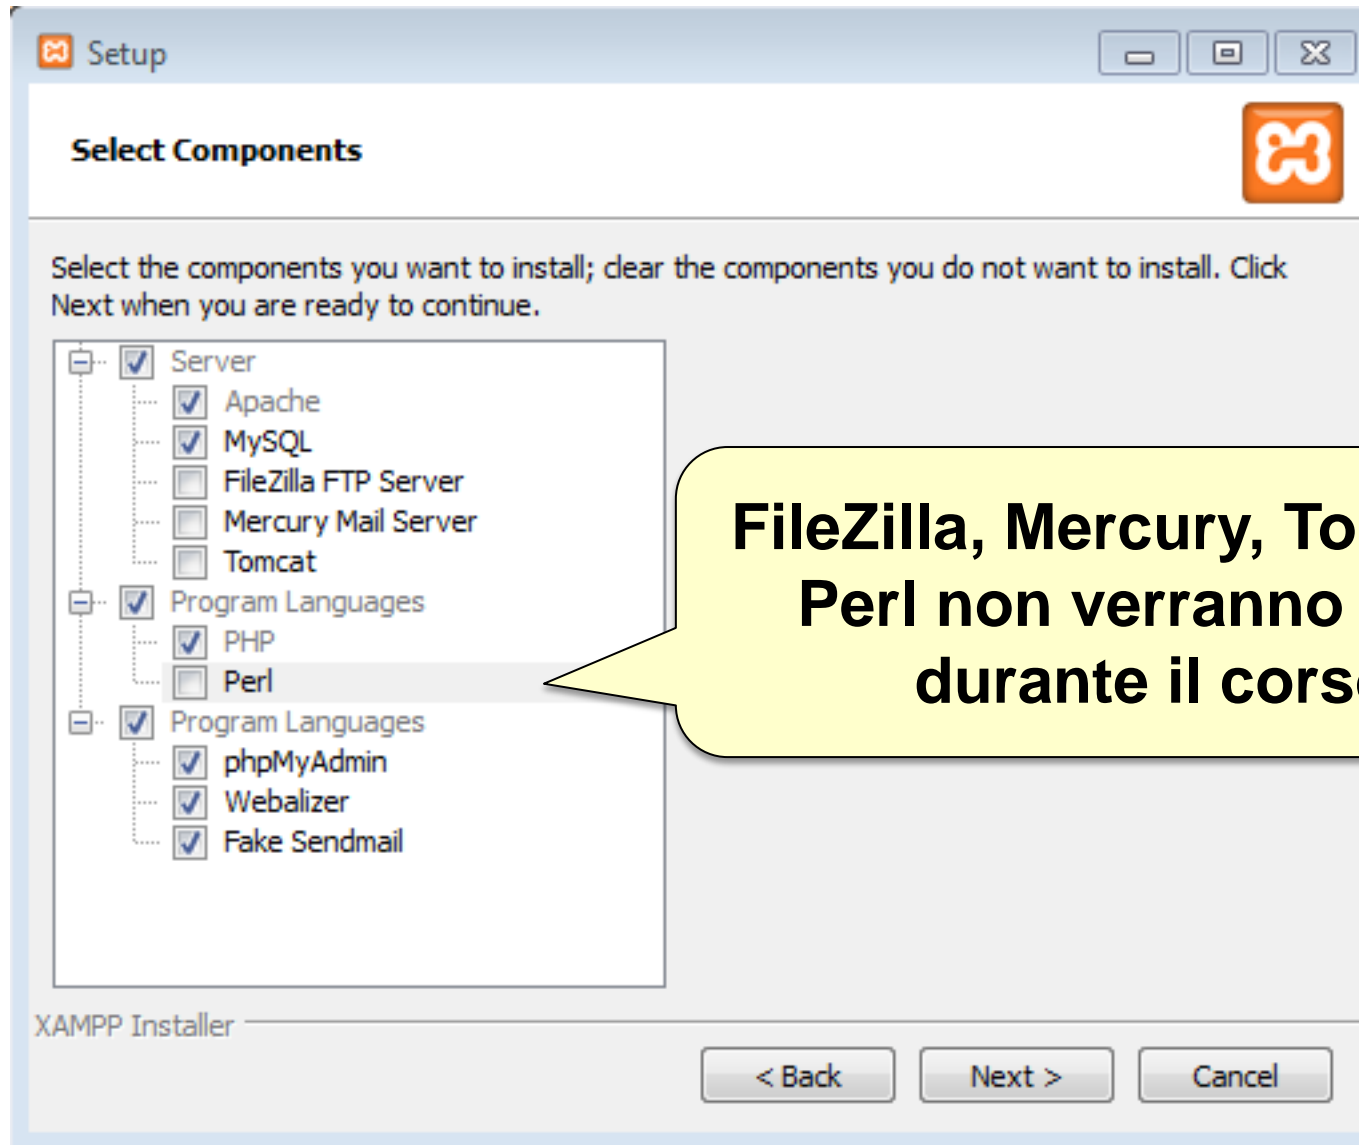 Setup
Select Components
Select the components you want to install; clear the components you do not want to install. Click
Next when you are ready to continue.
Server
Apache
MySQL
FileZilla FTP Server
Mercury Mail Server
Tomcat
Program Languages
PHP
Perl
Program Languages
phpMyAdmin
Webalizer
Fake Sendmail
FileZilla, Mercury,
Perl non verranno
durante il
XAMPP Installer
< Back
Next >
Cancel